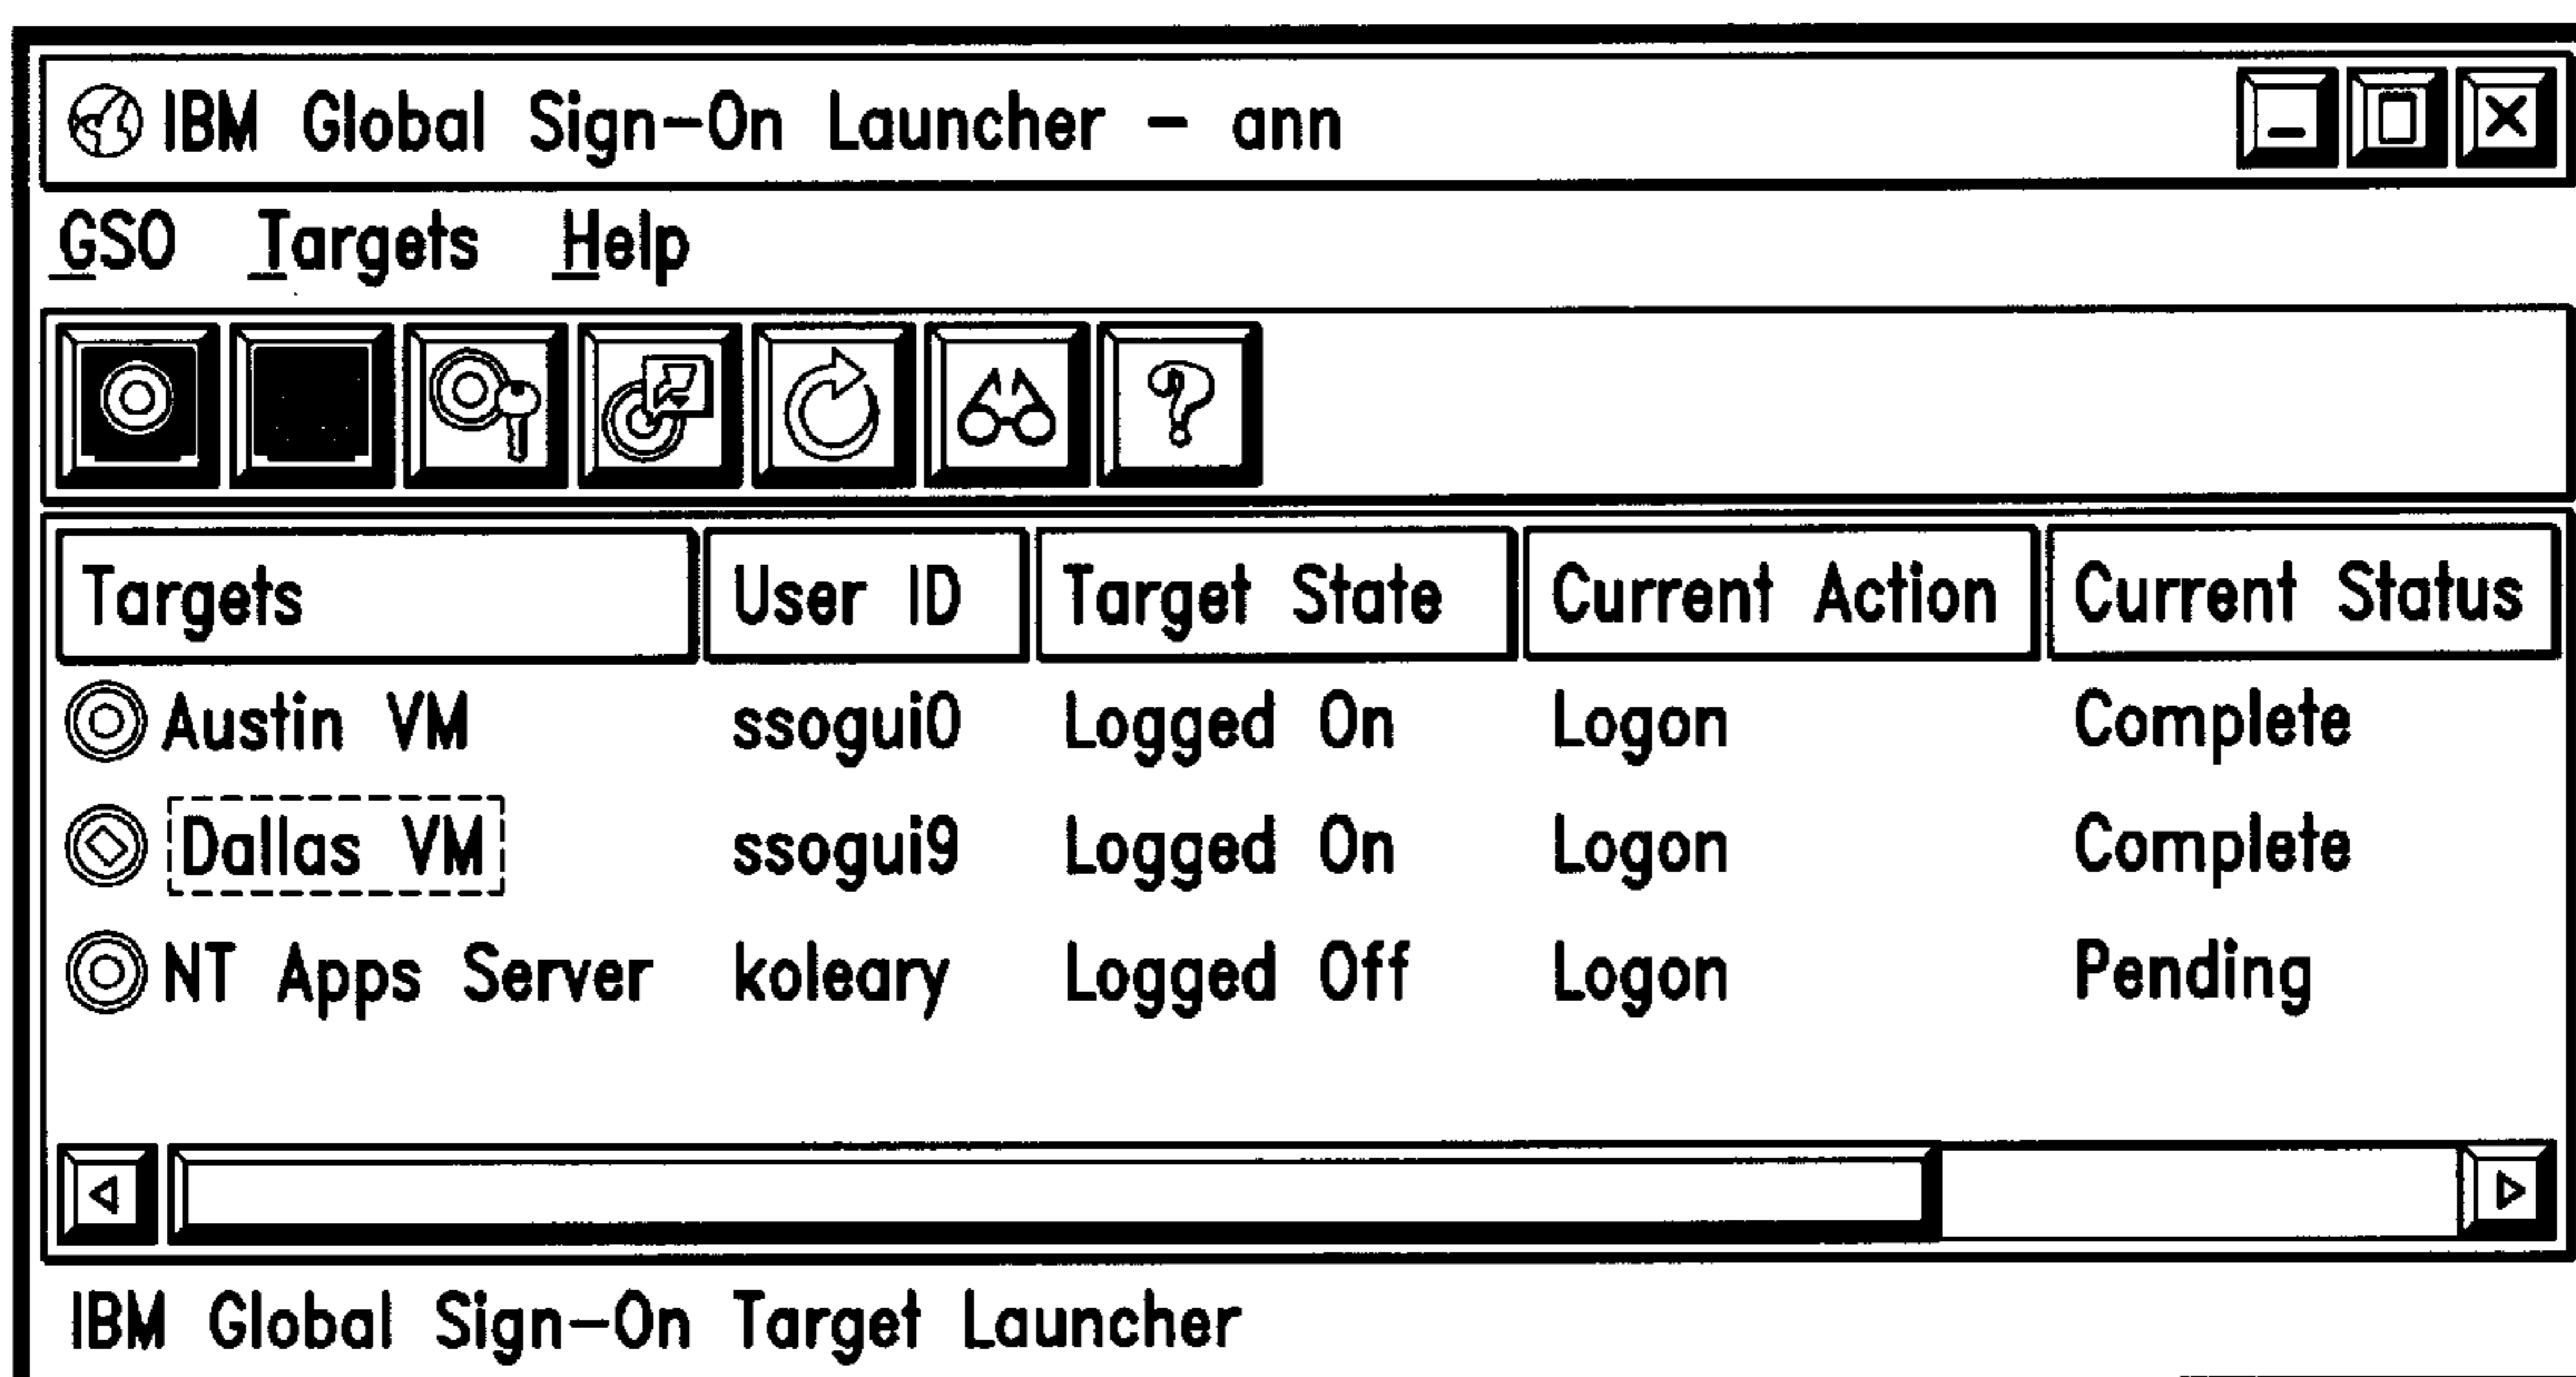 IBM Global Sign-On Launcher - ann
GSO Targets Help
Targets User ID Target State Current Action Current Status
Austin VM ssogui0 Logged On Logon Complete
Dallas VM ssogui9 Logged On Logon Complete
NT Apps Server koleary Logged Off Logon Pending
IBM Global Sign-On Target Launcher